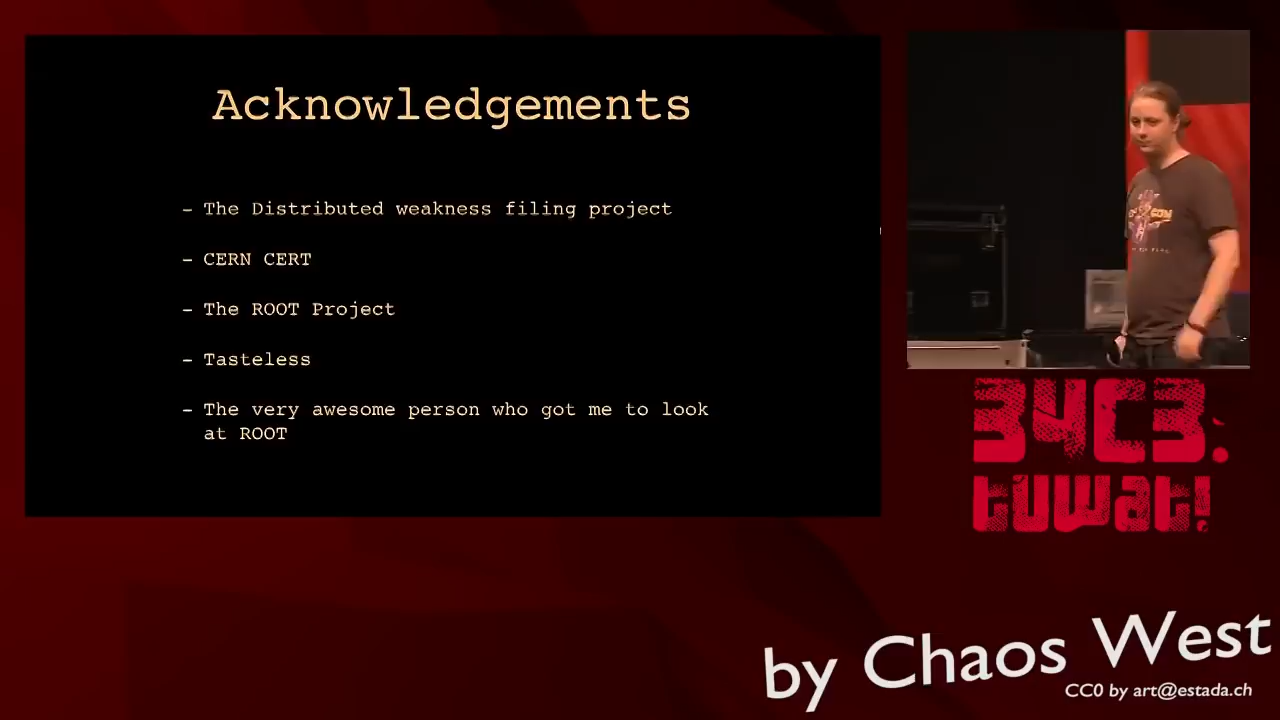 Acknowledgements
- The Distributed weakness filing project
- CERN CERT
- The ROOT Project
- Tasteless
- The very awesome person who got me to look
at ROOT
34C3:
tuwat!
by Chaos West
CC0 by art@estada.ch